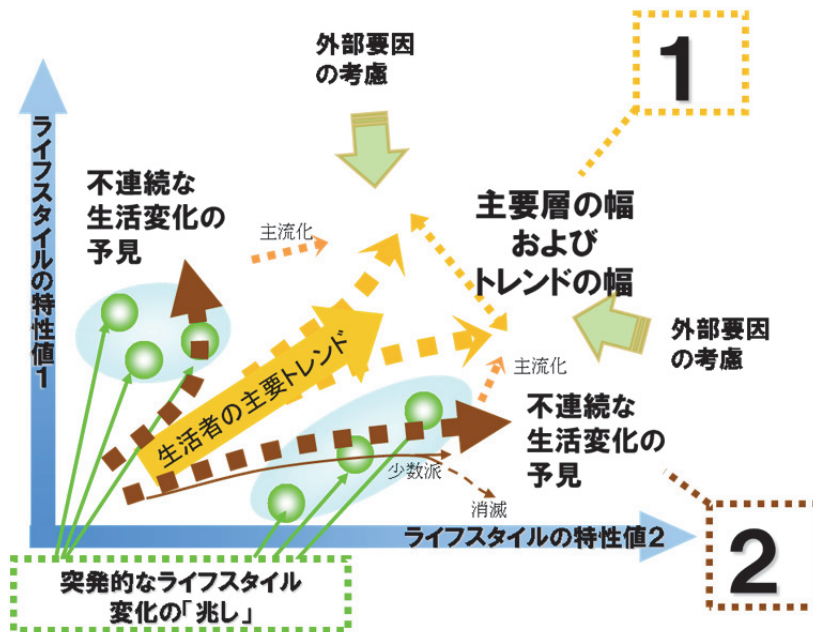 外部要因
の考慮
1
ライフスタイルの特性値1
不連続な
生活変化の
予見
主流化
主要層の幅
および
トレンドの幅
外部要因
の考慮
生活者の主要トレンド
主流化
不連続な
生活変化の
予見
少数派
消滅
ライフスタイルの特性値2
2
突発的なライフスタイル
変化の「兆し」